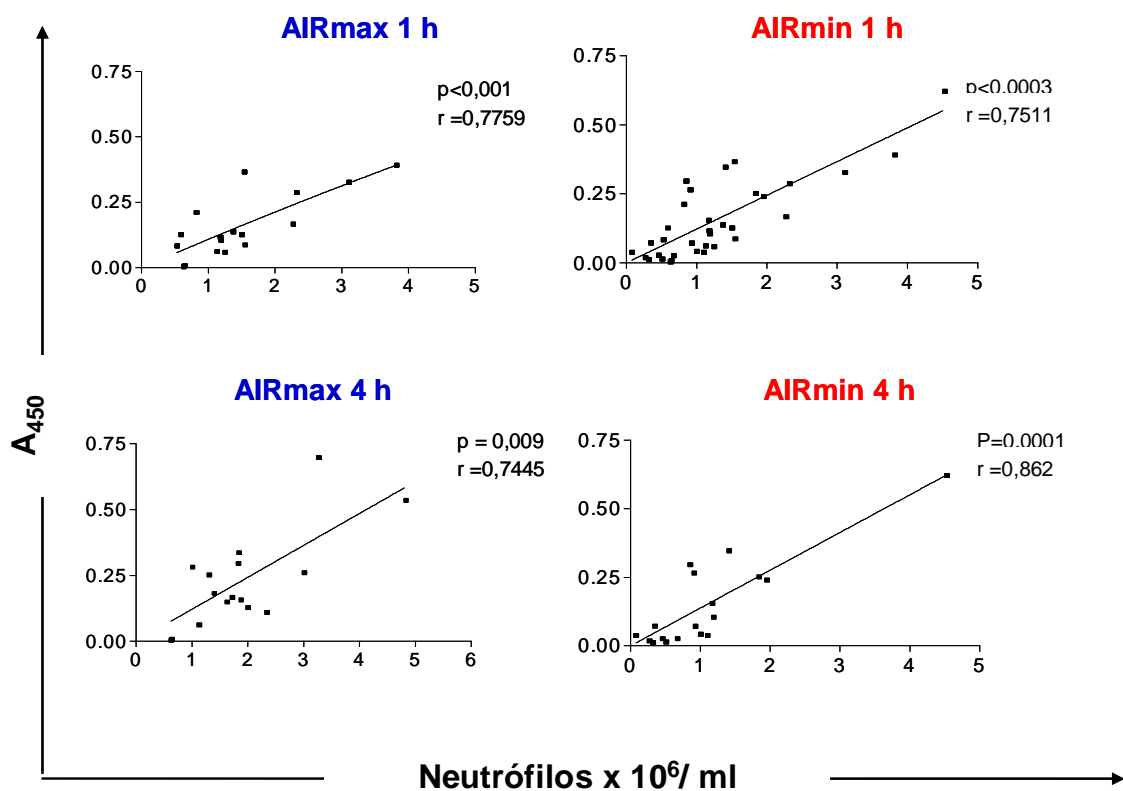 AIRmax 1 h
0.75
0.50
0.25
0.00
0 1 2 3 4 5
p<0,001
r =0,7759
AIRmin 1 h
0.75
0.50
0.25
0.00
0 1 2 3 4 5
p<0.0003
r =0,7511
A450
AIRmax 4 h
0.75
0.50
0.25
0.00
0 1 2 3 4 5 6
p = 0,009
r =0,7445
AIRmin 4 h
0.75
0.50
0.25
0.00
0 1 2 3 4 5
P=0.0001
r =0,862
Neutrófilos x 10⁶/ ml